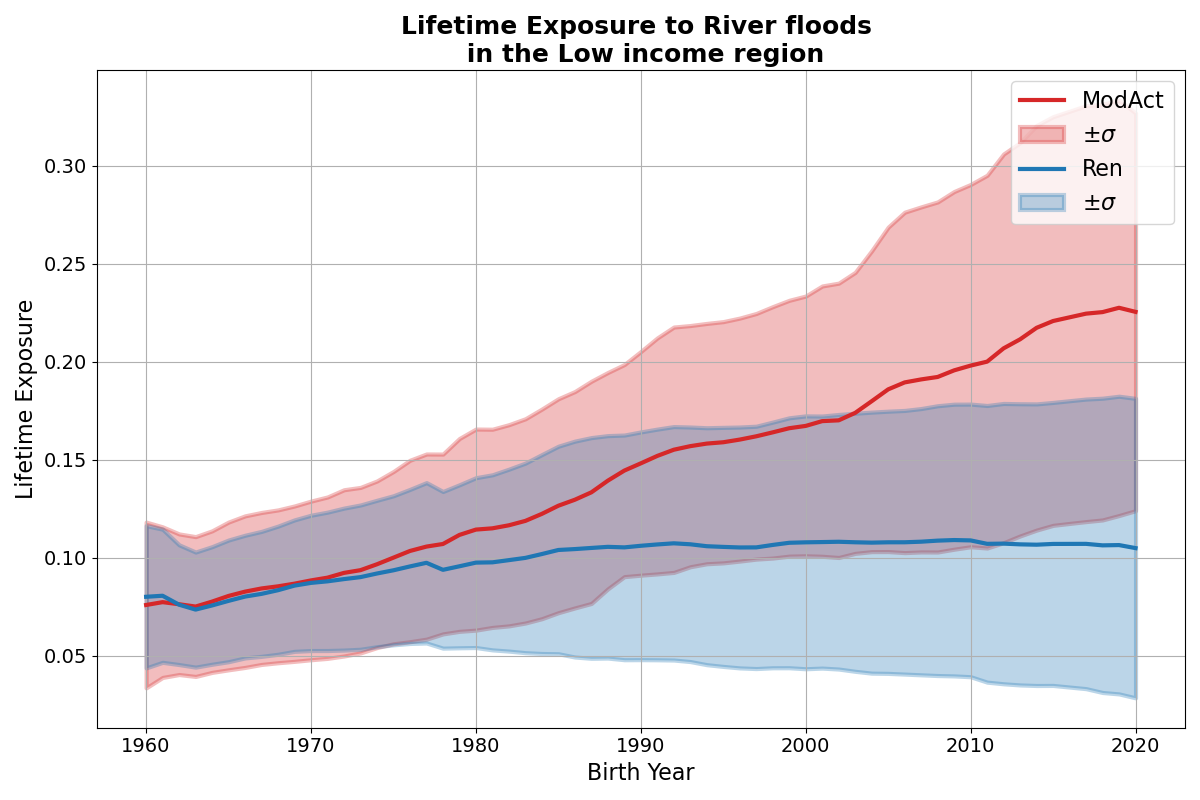 Lifetime Exposure to River floods
in the Low income region
ModAct
±σ
Ren
±σ
Lifetime Exposure
0.30
0.25
0.20
0.15
0.10
0.05
1960 1970 1980 1990 2000 2010 2020
Birth Year